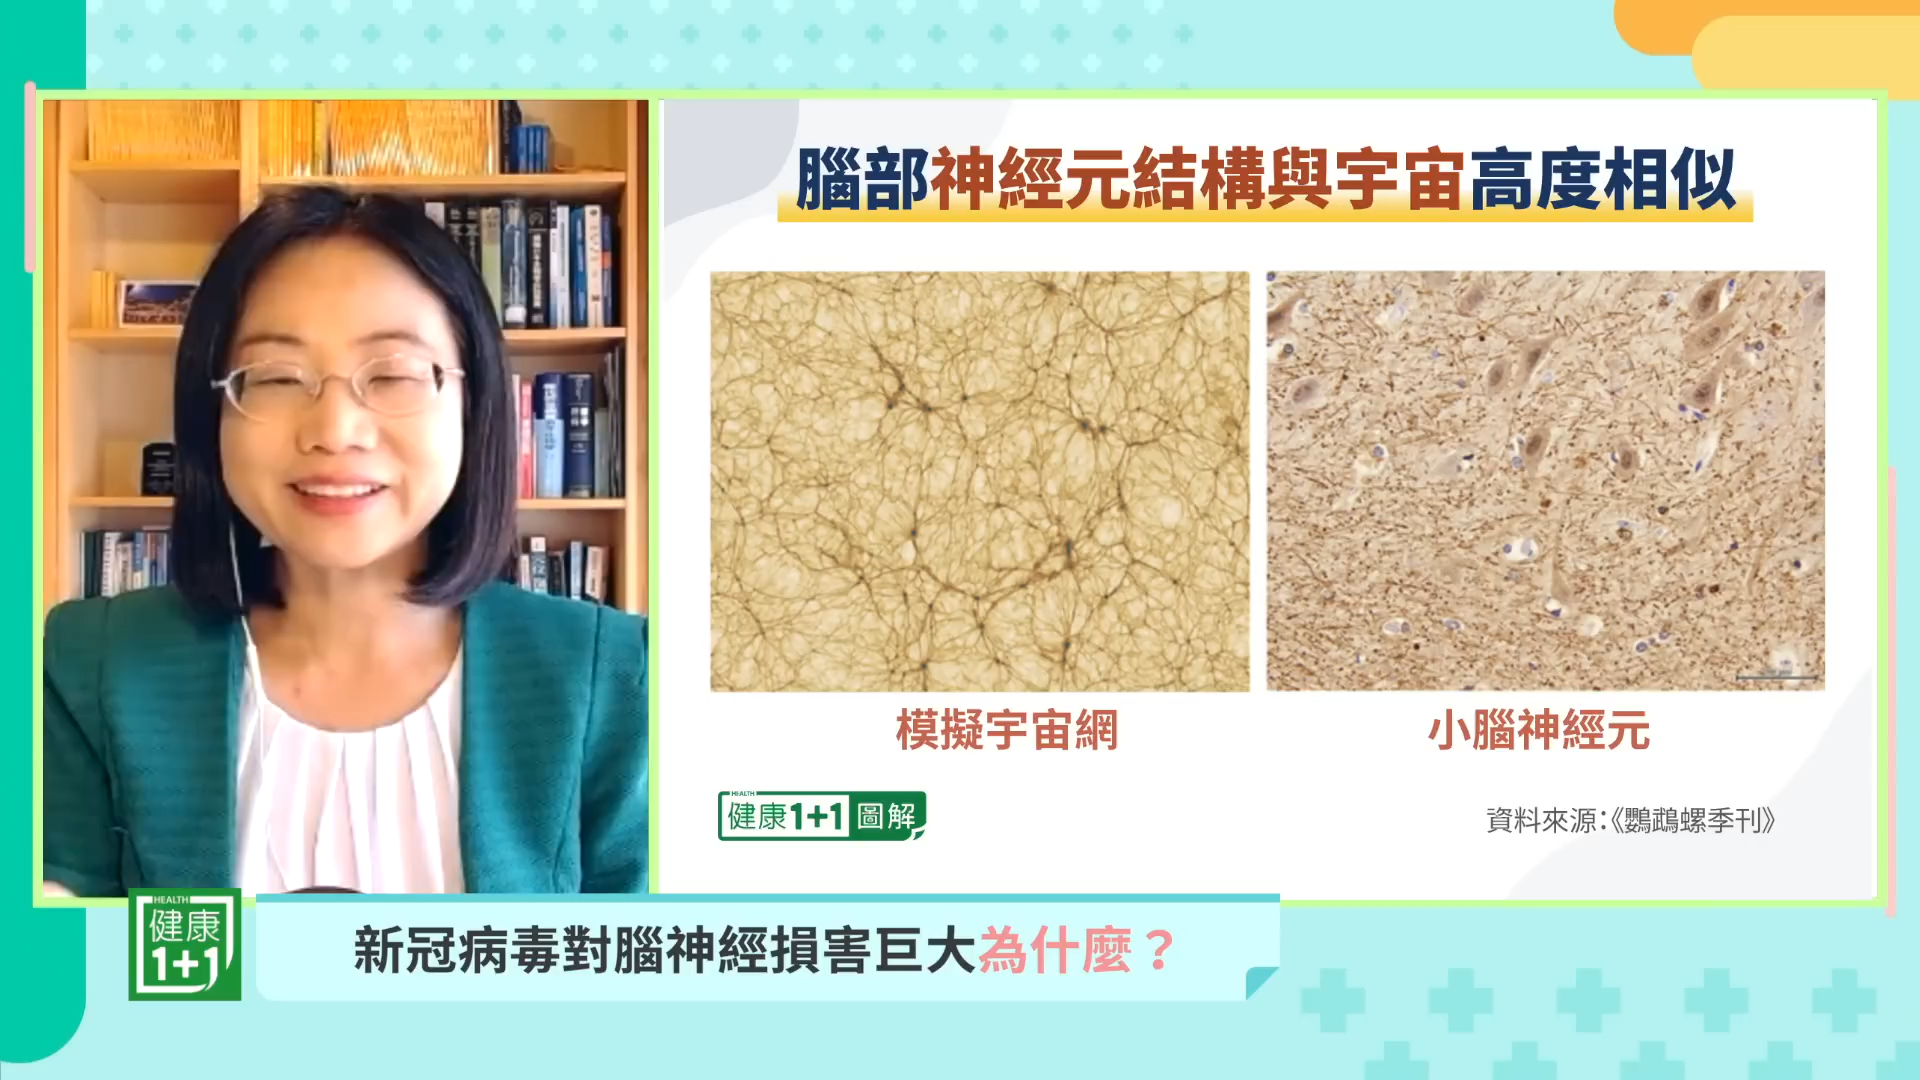 腦部神經元結構與宇宙高度相似
模擬宇宙網
小腦神經元
HEALTH
健康1+1圖解
資料來源:《鸚鵡螺季刊》
HEALTH
健康
1+1
新冠病毒對腦神經損害巨大為什麼？